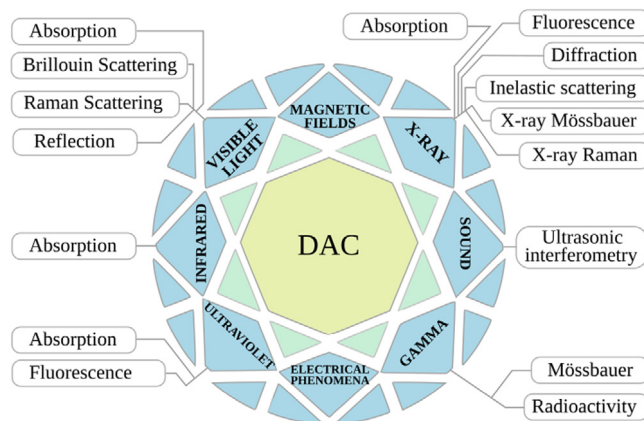 Absorption
Brillouin Scattering
Raman Scattering
Reflection
Absorption
Absorption
Fluorescence
Absorption
Fluorescence
Diffraction
Inelastic scattering
X-ray Mössbauer
X-ray Raman
Ultrasonic
interferometry
Mössbauer
Radioactivity
MAGNETIC
FIELDS
X-RAY
SOUND
GAMMA
ELECTRICAL
PHENOMENA
ULTRAVIOLET
INFRARED
VISIBLE
LIGHT
DAC